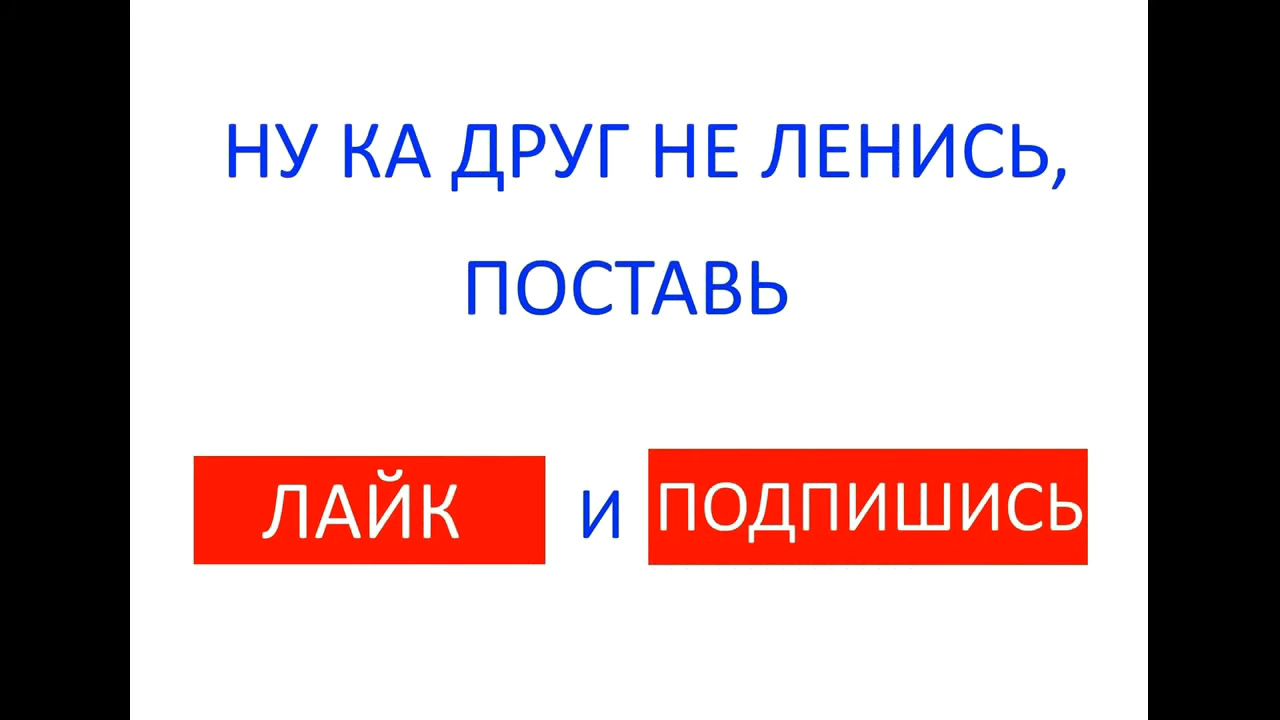 НУ КА ДРУГ НЕ ЛЕНИСЬ,
ПОСТАВЬ
ЛАЙК И ПОДПИШИСЬ